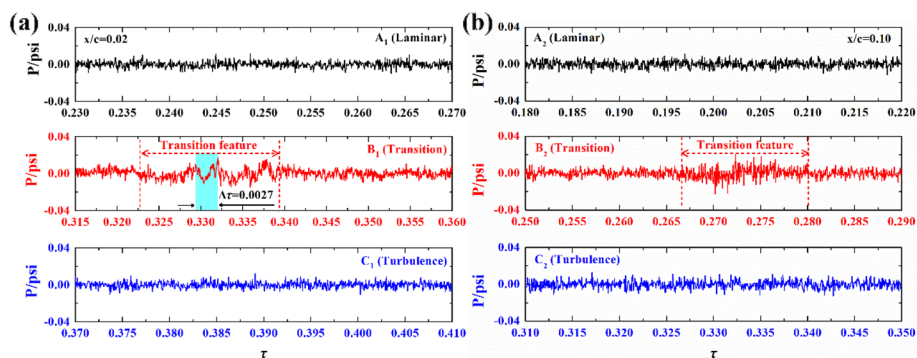 (a)
x/c=0.02
A1 (Laminar)
P/psi
0.04
0.00
-0.04
0.230 0.235 0.240 0.245 0.250 0.255 0.260 0.265 0.270
Transition feature
B1 (Transition)
Δτ=0.0027
P/psi
0.04
0.00
-0.04
0.315 0.320 0.325 0.330 0.335 0.340 0.345 0.350 0.360
C1 (Turbulence)
P/psi
0.04
0.00
-0.04
0.370 0.377 0.380 0.385 0.390 0.395 0.400 0.405 0.410
τ
(b)
A2 (Laminar)
x/c=0.10
P/psi
0.04
0.00
-0.04
0.180 0.185 0.190 0.195 0.200 0.205 0.210 0.215 0.220
B2 (Transition)
Transition feature
P/psi
0.04
0.00
-0.04
0.250 0.255 0.260 0.265 0.270 0.275 0.280 0.285 0.290
C2 (Turbulence)
P/psi
0.04
0.00
-0.04
0.310 0.315 0.320 0.325 0.330 0.335 0.340 0.345 0.350
τ